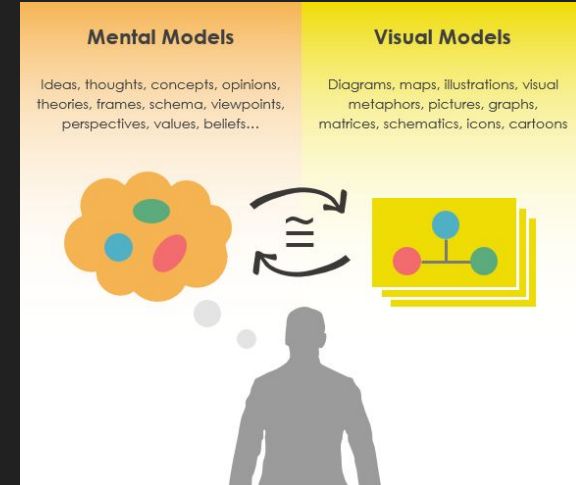 Mental Models
Ideas, thoughts, concepts, opinions,
theories, frames, schema, viewpoints,
perspectives, values, beliefs...
Visual Models
Diagrams, maps, illustrations, visual
metaphors, pictures, graphs,
matrices, schematics, icons, cartoons
≅